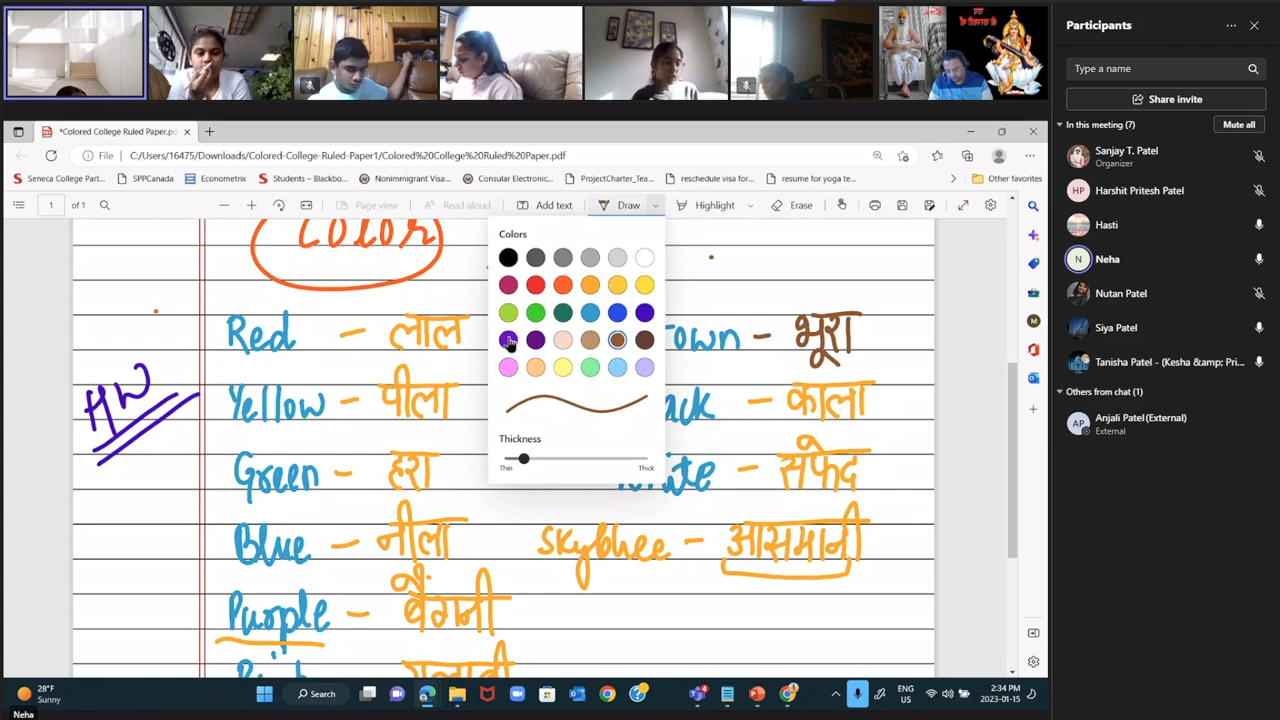 Participants
Type a name
Share invite
In this meeting (7)
Mute all
Sanjay T. Patel
Organizer
HP
Harshit Pritesh Patel
Hasti
N
Neha
Nutan Patel
Siya Patel
Tanisha Patel - (Kesha &amp; Pri...
Others from chat (1)
AP
Anjali Patel(External)
External
*Colored College Ruled Paper.pd
File
C:/Users/16475/Downloads/Colored-College-Ruled-Paper1/Colored%20College%20Ruled%20Paper.pdf
Seneca College Part...
SPPCanada
Econometrix
Students – Blackbo...
Nonimmigrant Visa...
Consular Electronic...
ProjectCharter_Tea...
reschedule visa for...
resume for yoga te...
Other favorites
1 of 1
Page view
Read aloud
Add text
Draw
Highlight
Erase
Colors
Thickness
Thin
Thick
Color
HW
Red - लाल
own - भूरा
Yellow - पीला
ack - काला
Green - हरा
white - सफेद
Blue - नीला
skyblue - आसमानी
Purple - बैंगनी
28°F
Sunny
Search
ENG
US
2:34 PM
2023-01-15
Neha